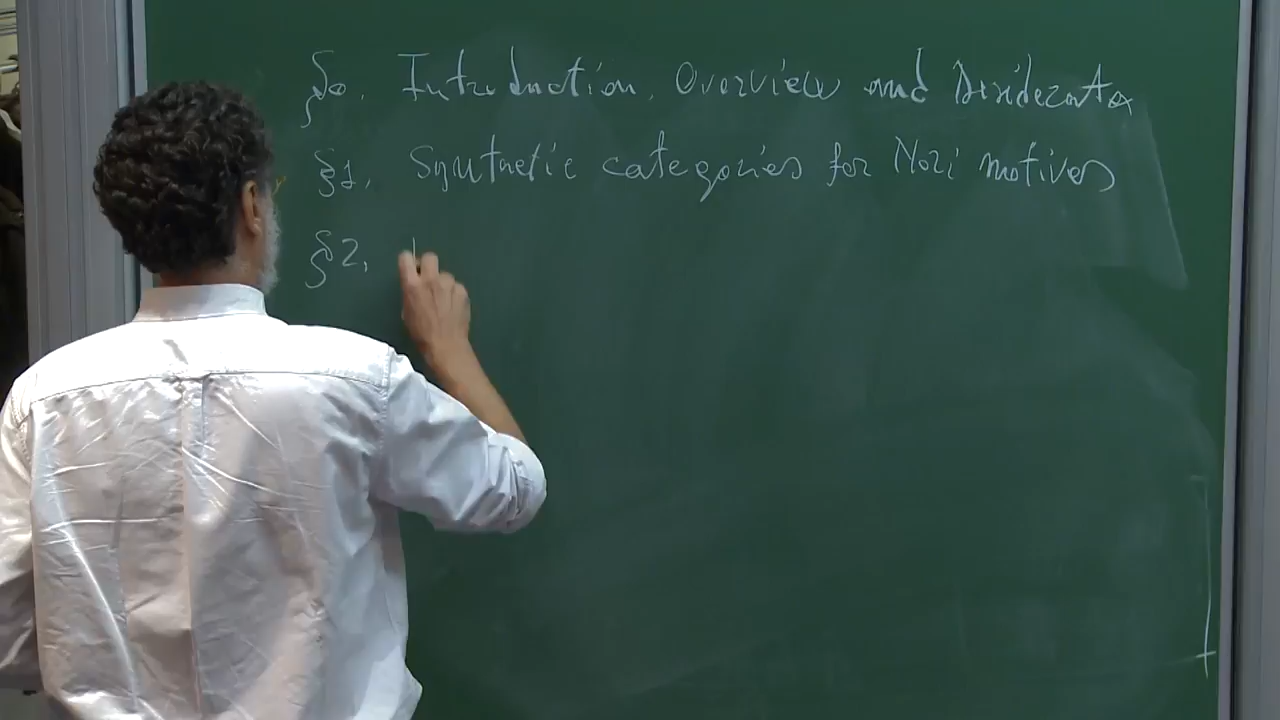 §0. Introduction, Overview and Desiderata
§1. Synthetic categories for Nori motives
§2.